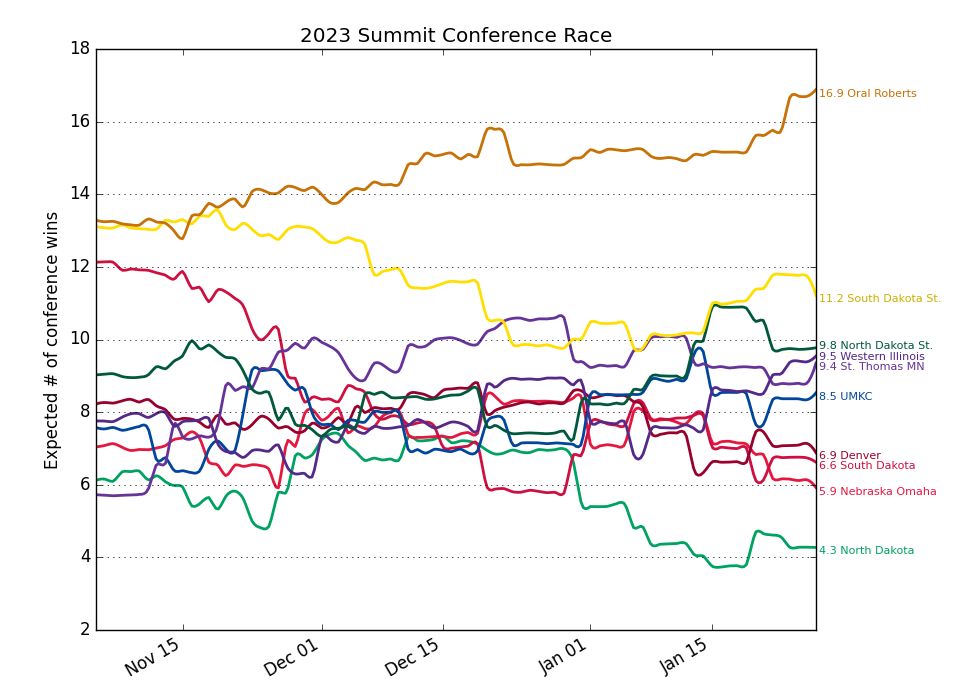 2023 Summit Conference Race
Expected # of conference wins
18
16
14
12
10
8
6
4
2
Nov 15
Dec 01
Dec 15
Jan 01
Jan 15
16.9 Oral Roberts
11.2 South Dakota St.
9.8 North Dakota St.
9.5 Western Illinois
9.4 St. Thomas MN
8.5 UMKC
6.9 Denver
6.6 South Dakota
5.9 Nebraska Omaha
4.3 North Dakota